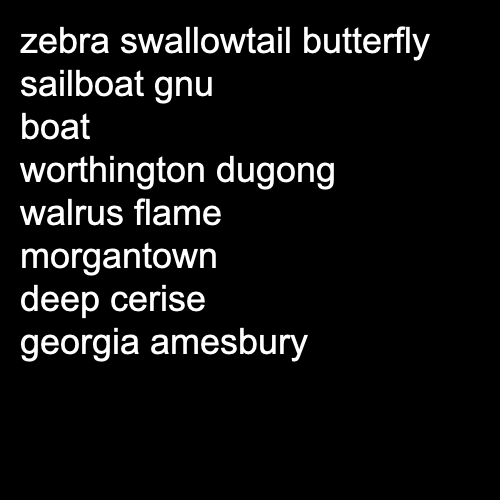 zebra swallowtail butterfly
sailboat gnu
boat
worthington dugong
walrus flame
morgantown
deep cerise
georgia amesbury